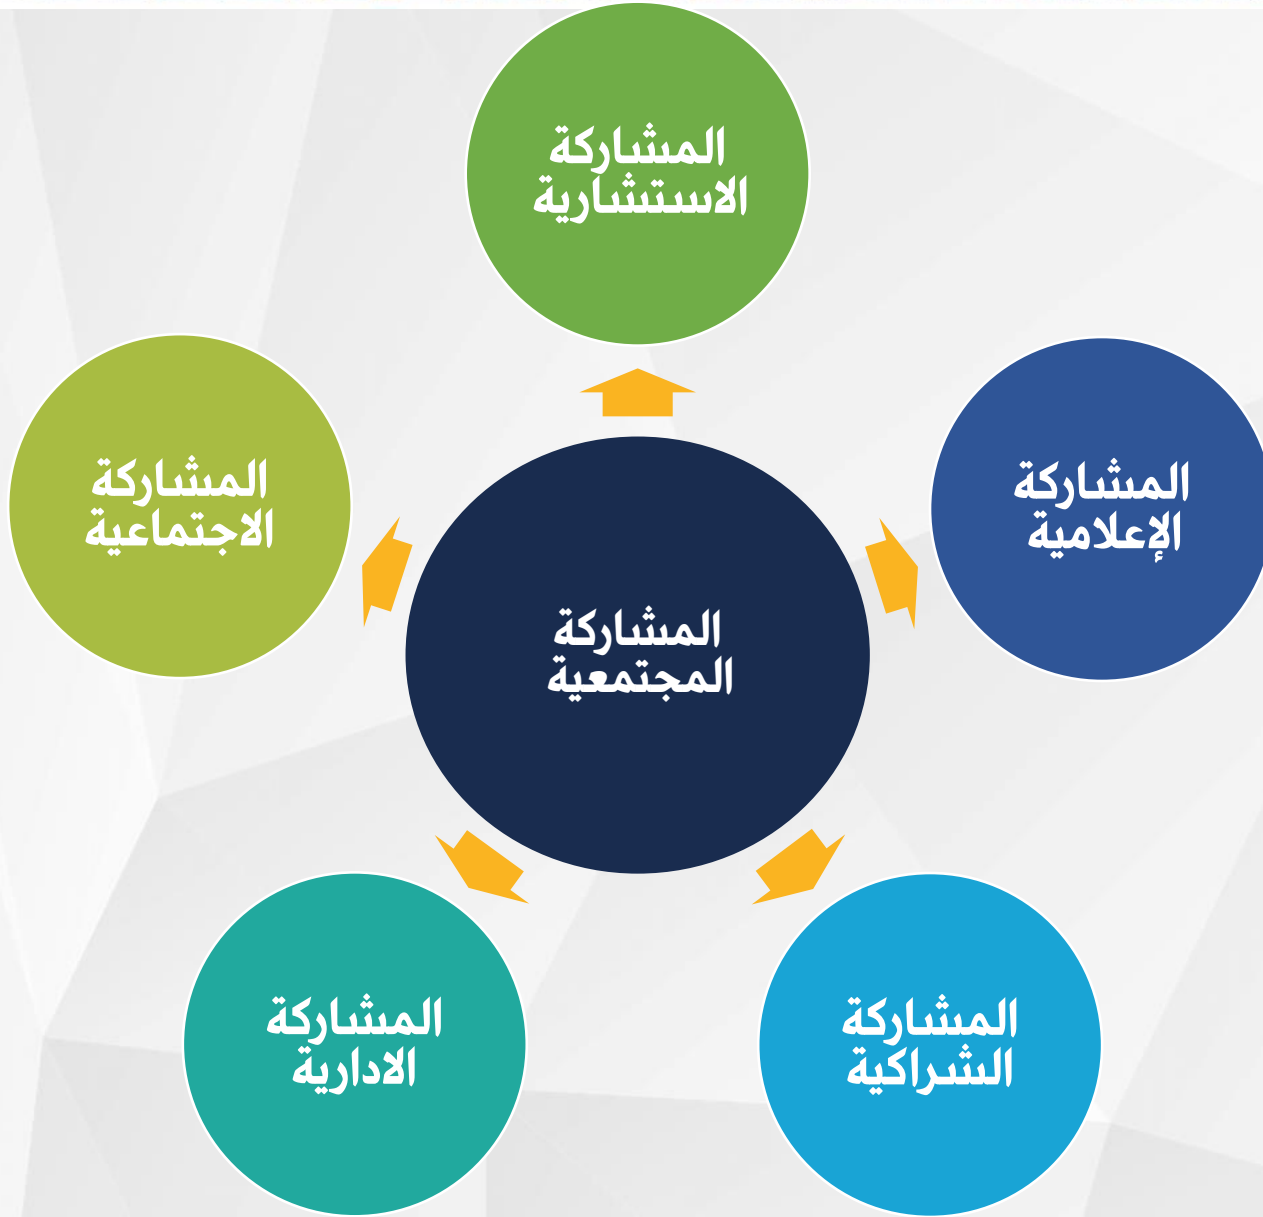 المشاركة
الاستشارية
المشاركة
الإعلامية
المشاركة
الاجتماعية
المشاركة
المجتمعية
المشاركة
الشراكية
المشاركة
الادارية